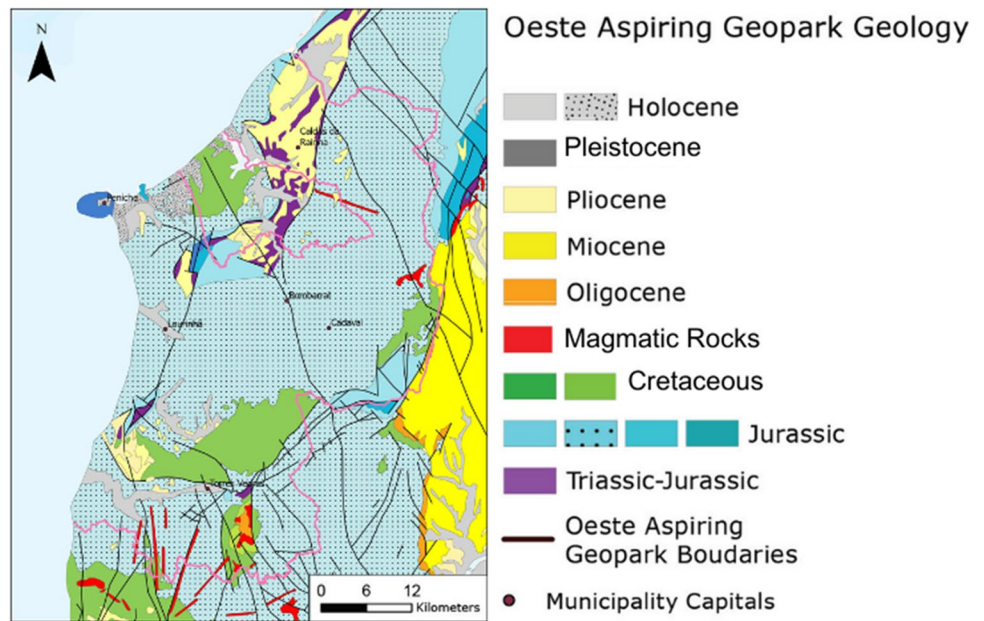 Oeste Aspiring Geopark Geology
N
Holocene
Pleistocene
Pliocene
Miocene
Oligocene
Magmatic Rocks
Cretaceous
Jurassic
Triassic-Jurassic
Oeste Aspiring
Geopark Boudaries
Municipality Capitals
Caldas da
Rainha
Peniche
Bombarral
Lourinhã
Cadaval
Torres Vedras
0 6 12
Kilometers